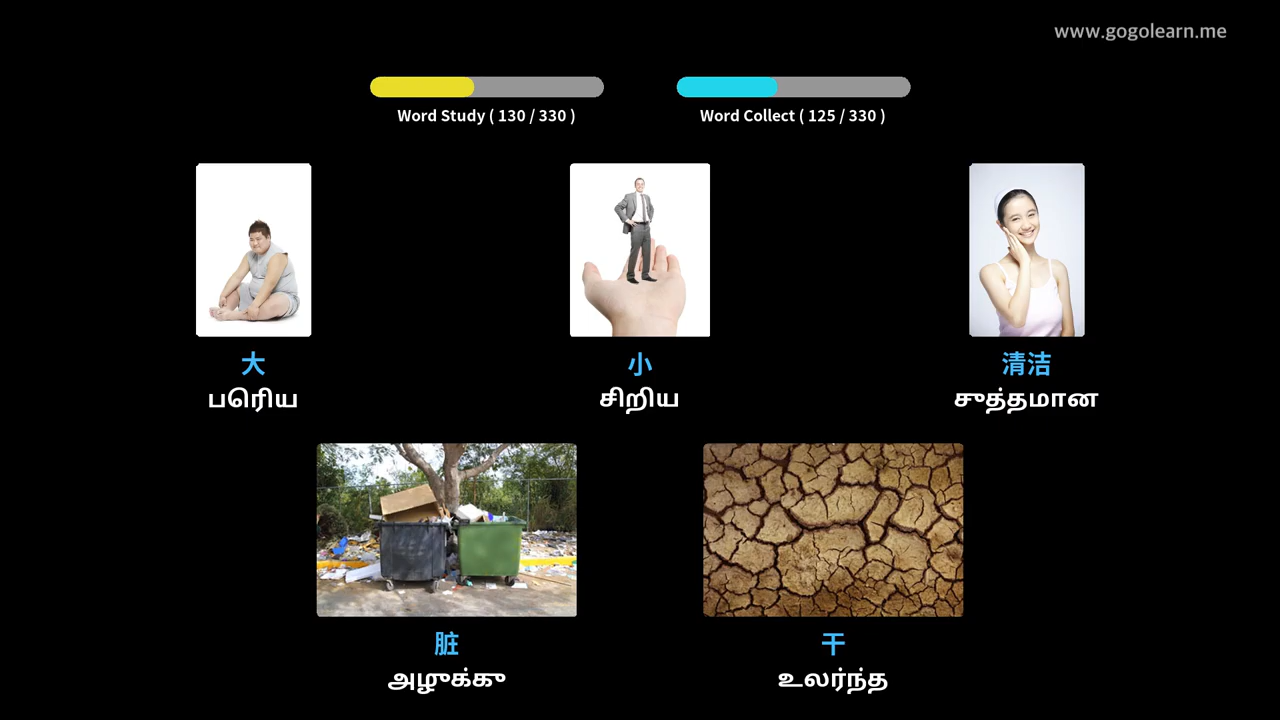 www.gogolearn.me
Word Study ( 130 / 330 )
Word Collect ( 125 / 330 )
大
小
清洁
பெரிய
சிறிய
சுத்தமான
脏
干
அழுக்கு
உலர்ந்த